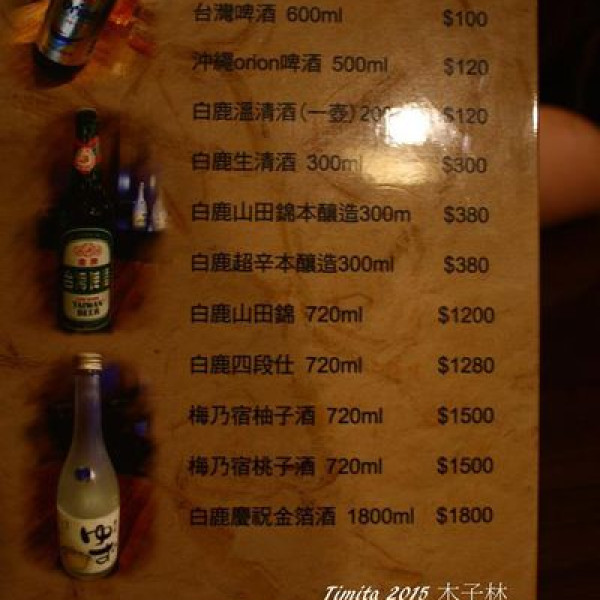 台灣啤酒 600ml $100
沖繩orion啤酒 500ml $120
白鹿溫清酒(一壺)200 $120
白鹿生清酒 300ml $300
白鹿山田錦本釀造300m $380
白鹿超辛本釀造300ml $380
白鹿山田錦 720ml $1200
白鹿四段仕 720ml $1280
梅乃宿柚子酒 720ml $1500
梅乃宿桃子酒 720ml $1500
白鹿慶祝金箔酒 1800ml $1800
TAIWAN
BEER
ゆず
Timita 2015 木子林